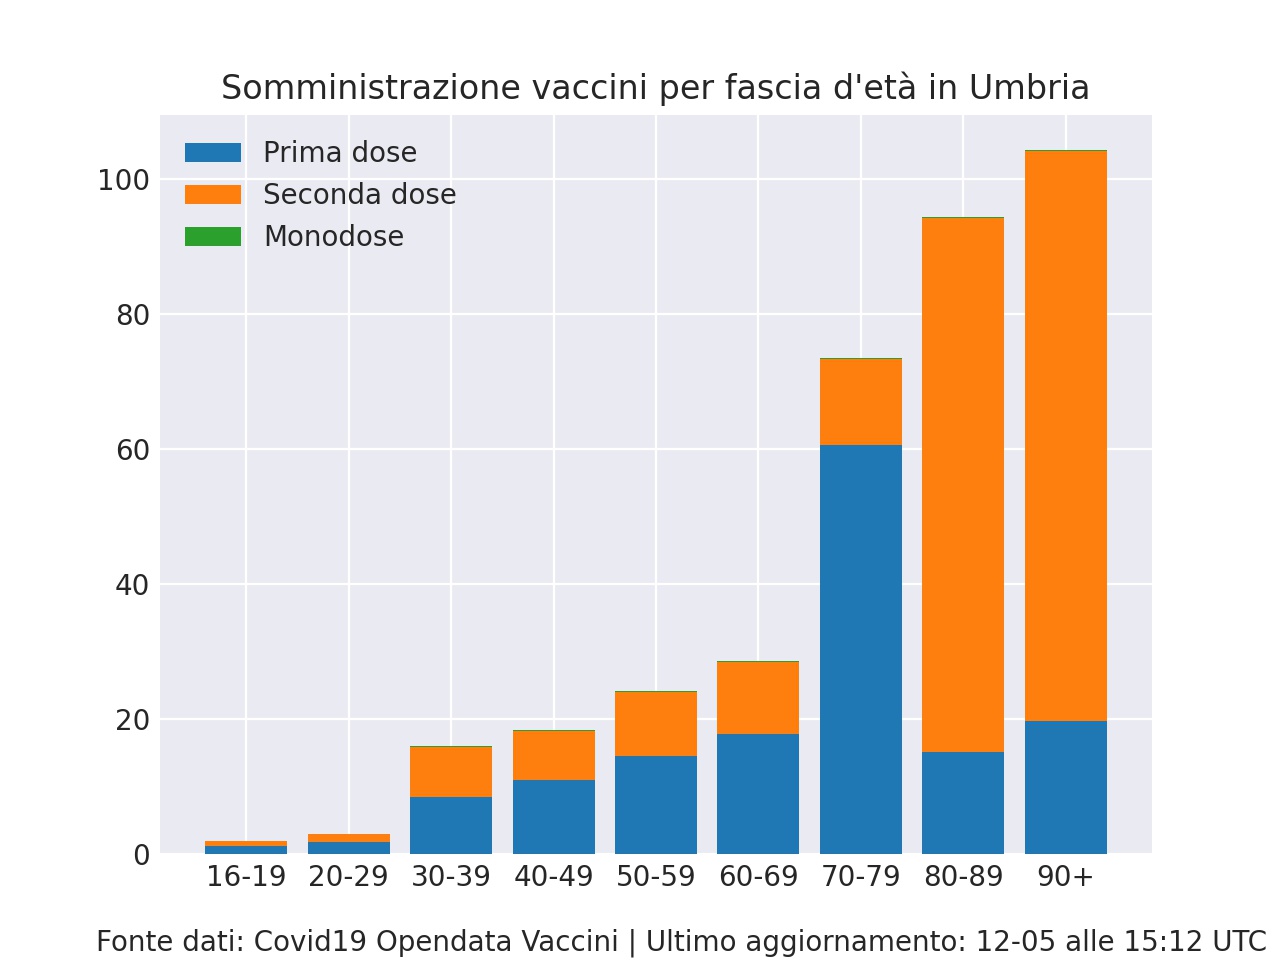 Somministrazione vaccini per fascia d'età in Umbria
Prima dose
Seconda dose
Monodose
100
80
60
40
20
0
16-19 20-29 30-39 40-49 50-59 60-69 70-79 80-89 90+
Fonte dati: Covid19 Opendata Vaccini | Ultimo aggiornamento: 12-05 alle 15:12 UTC